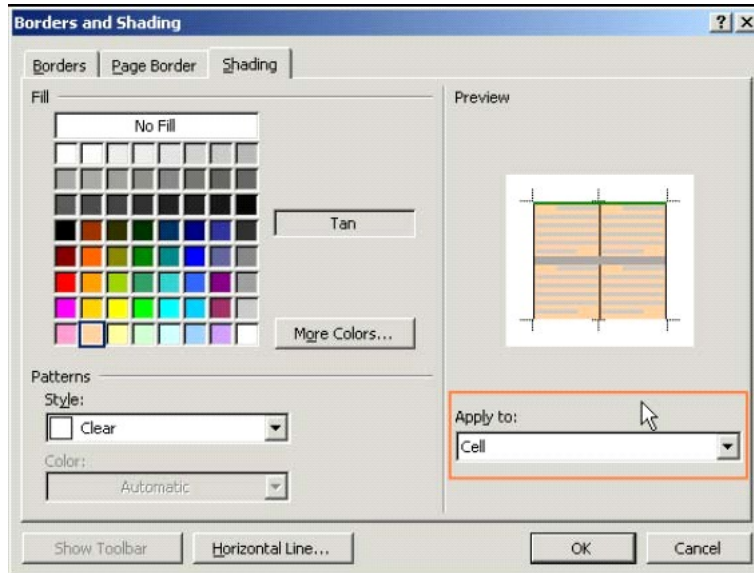 Borders and Shading
Borders
Page Border
Shading
Fill
No Fill
Tan
More Colors...
Patterns
Style:
Clear
Color:
Automatic
Preview
Apply to:
Cell
Show Toolbar
Horizontal Line...
OK
Cancel